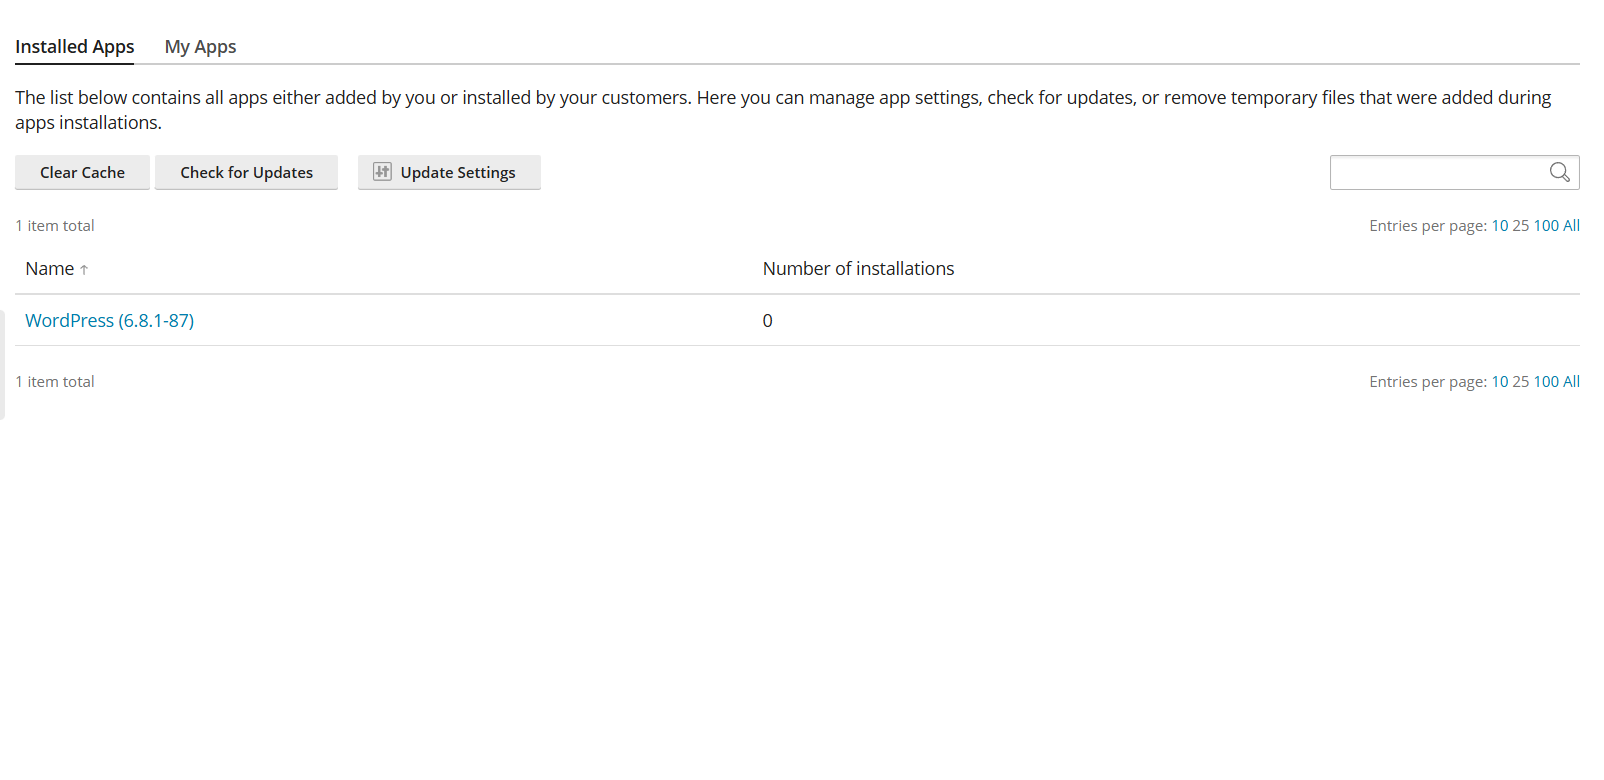 Installed Apps My Apps
The list below contains all apps either added by you or installed by your customers. Here you can manage app settings, check for updates, or remove temporary files that were added during
apps installations.
Clear Cache Check for Updates Update Settings
1 item total Entries per page: 10 25 100 All
Name ↑ Number of installations
WordPress (6.8.1-87) 0
1 item total Entries per page: 10 25 100 All